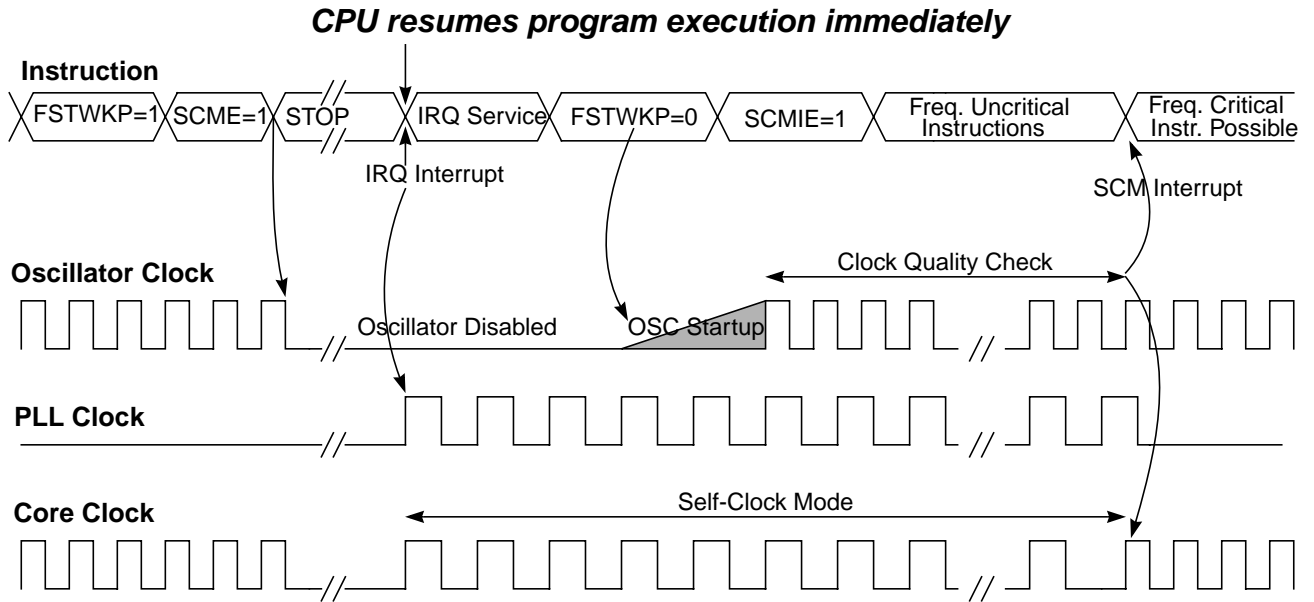 CPU resumes program execution immediately
Instruction
FSTWKP=1
SCME=1
STOP
IRQ Service
FSTWKP=0
SCMIE=1
Freq. Uncritical
Instructions
Freq. Critical
Instr. Possible
IRQ Interrupt
SCM Interrupt
Oscillator Clock
Clock Quality Check
Oscillator Disabled
OSC Startup
PLL Clock
Core Clock
Self-Clock Mode